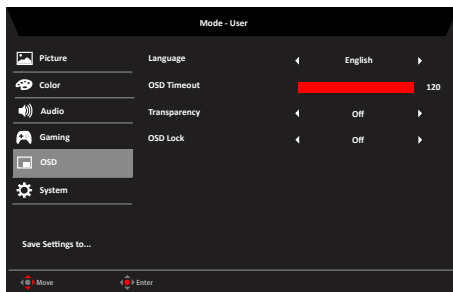 Mode - User
Picture
Language English
Color
OSD Timeout 120
Audio
Transparency Off
Gaming
OSD Lock Off
OSD
System
Save Settings to...
Move Enter